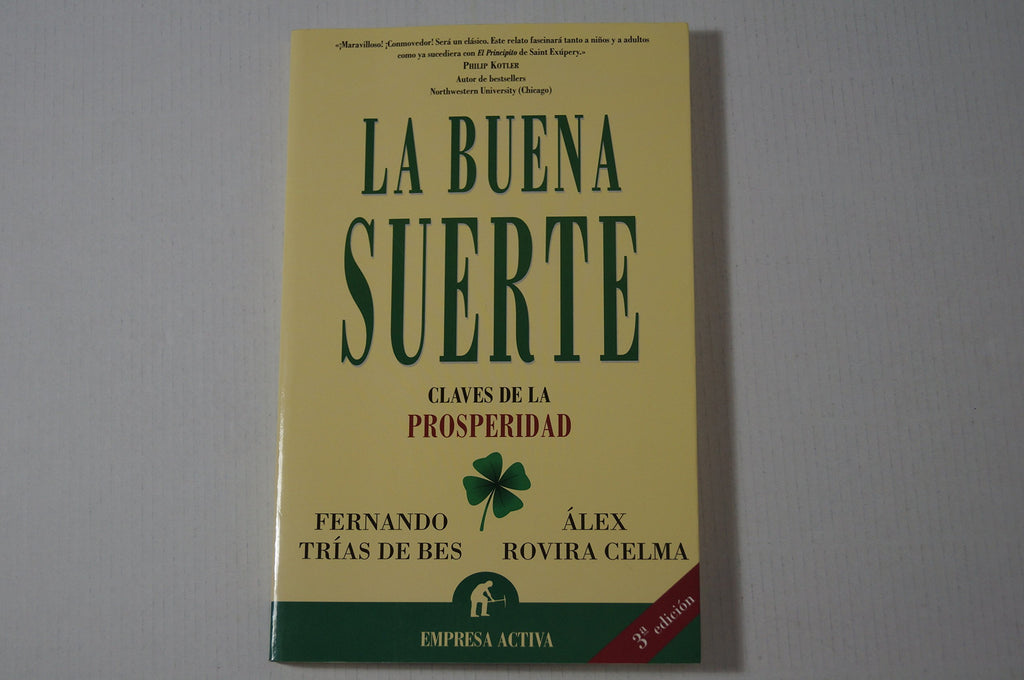 «¡Maravilloso! ¡Conmovedor! Será un clásico. Este relato fascinará tanto a niños y a adultos
como ya sucediera con El Principito de Saint Exúpery.»
PHILIP KOTLER
Autor de bestsellers
Northwestern University (Chicago)
LA BUENA
SUERTE
CLAVES DE LA
PROSPERIDAD
FERNANDO
TRÍAS DE BES
ÁLEX
ROVIRA CELMA
EMPRESA ACTIVA
3ª edición